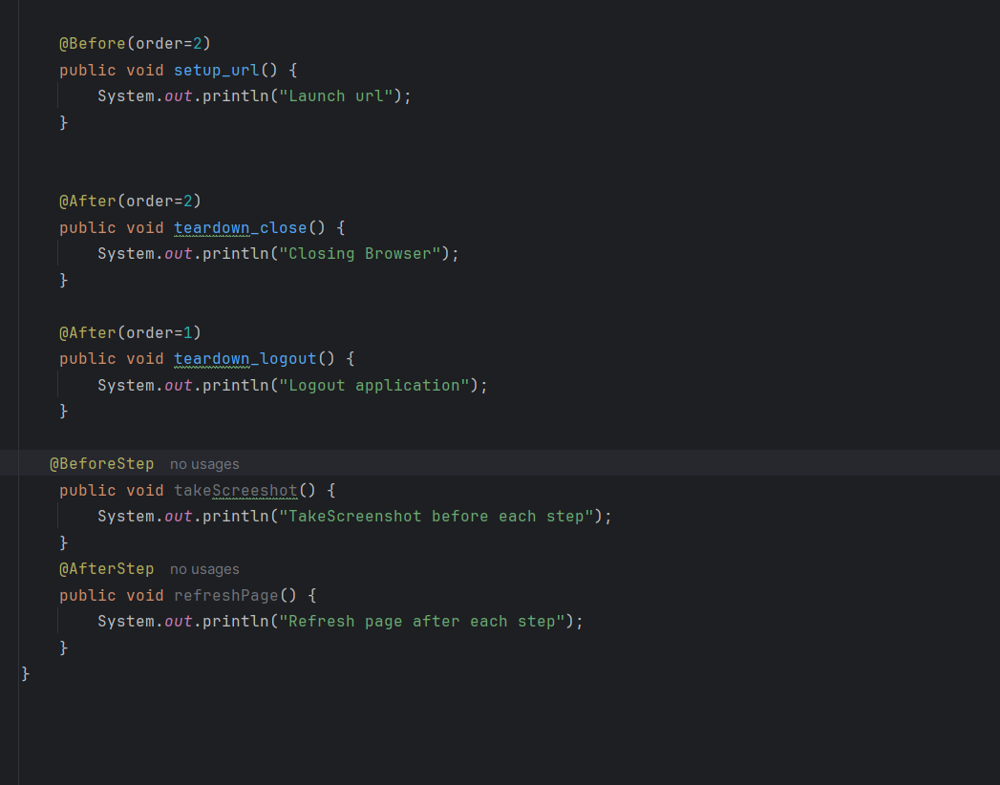 @Before(order=2)
public void setup_url() {
System.out.println("Launch url");
}
@After(order=2)
public void teardown_close() {
System.out.println("Closing Browser");
}
@After(order=1)
public void teardown_logout() {
System.out.println("Logout application");
}
@BeforeStep no usages
public void takeScreeshot() {
System.out.println("TakeScreenshot before each step");
}
@AfterStep no usages
public void refreshPage() {
System.out.println("Refresh page after each step");
}
}